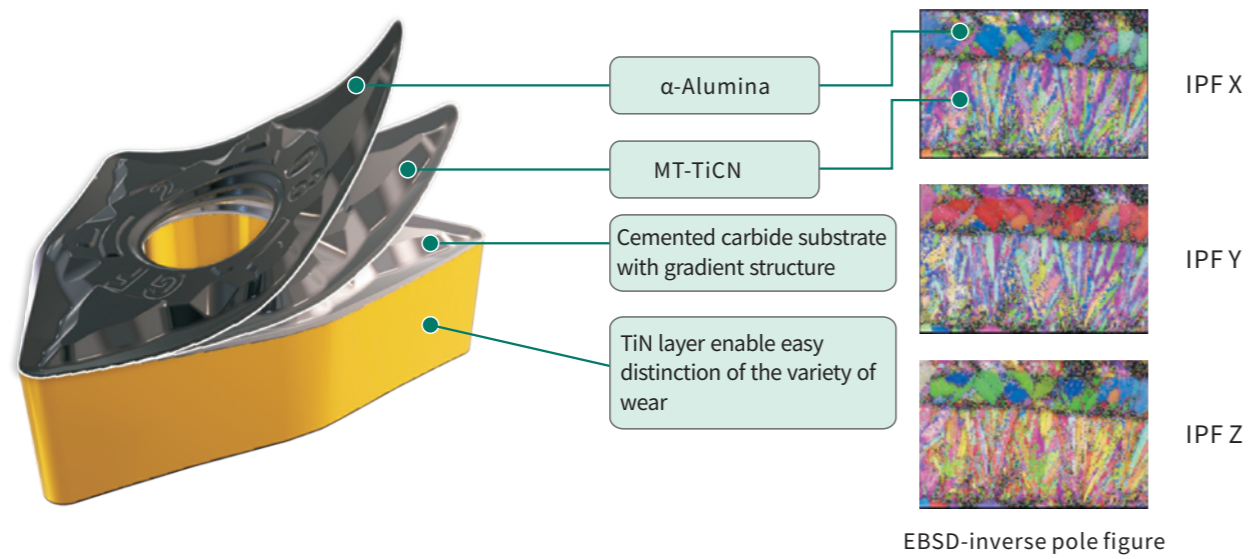 α-Alumina
MT-TiCN
Cemented carbide substrate
with gradient structure
TiN layer enable easy
distinction of the variety of
wear
IPF X
IPF Y
IPF Z
EBSD-inverse pole figure